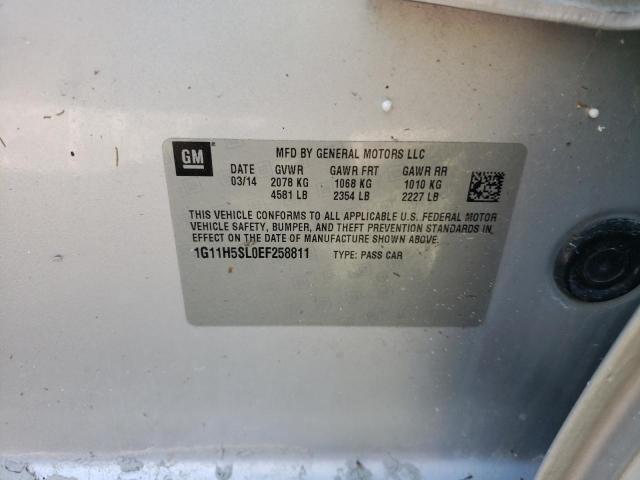 GM
MFD BY GENERAL MOTORS LLC
DATE GVWR GAWR FRT GAWR RR
03/14 2078 KG 1068 KG 1010 KG
4581 LB 2354 LB 2227 LB
THIS VEHICLE CONFORMS TO ALL APPLICABLE U.S. FEDERAL MOTOR
VEHICLE SAFETY, BUMPER, AND THEFT PREVENTION STANDARDS IN
EFFECT ON THE DATE OF MANUFACTURE SHOWN ABOVE.
1G11H5SL0EF258811 TYPE: PASS CAR